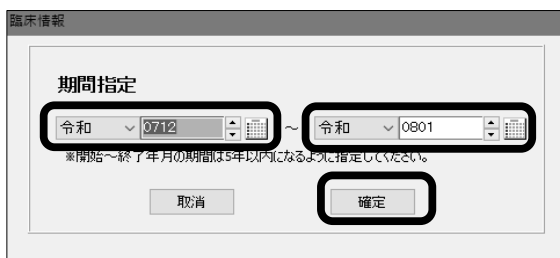 臨床情報
期間指定
令和 0712 ～ 令和 0801
※開始～終了年月の期間は5年以内になるように指定してください。
取消 確定